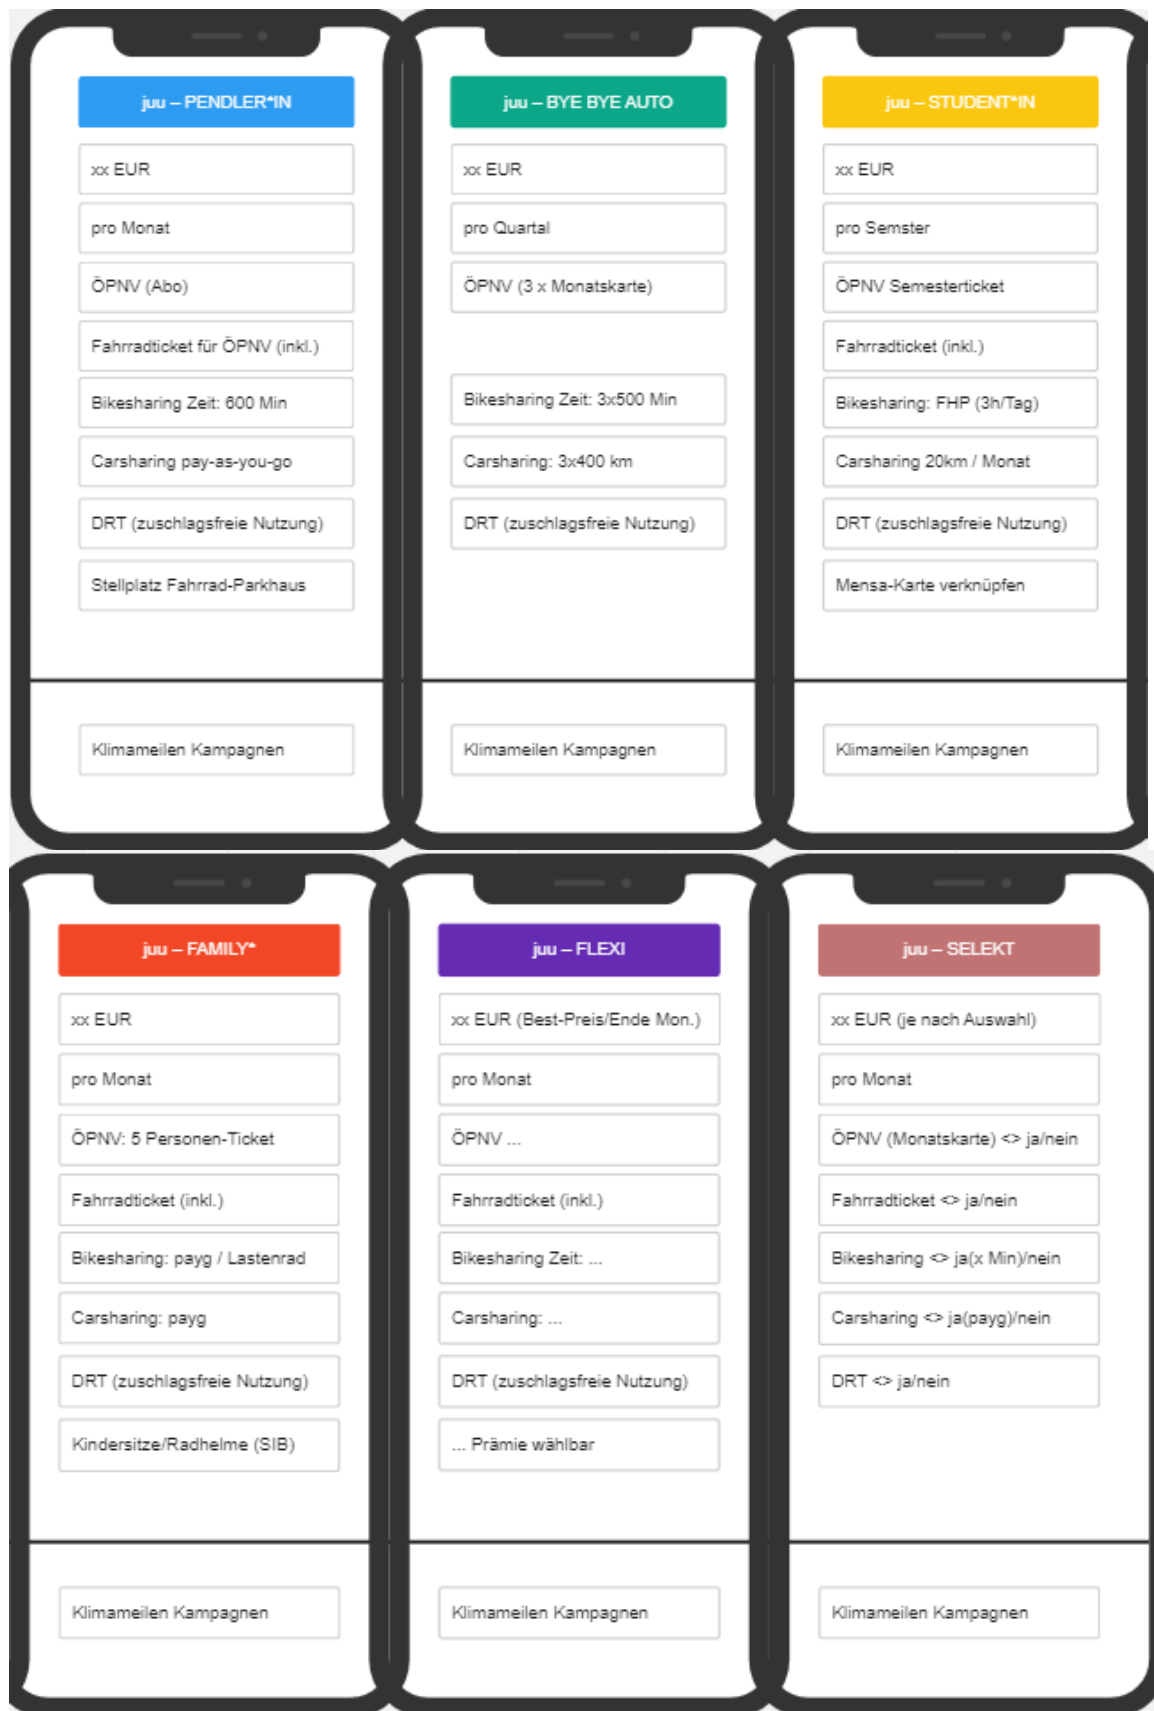 juu – PENDLER*IN
xx EUR
pro Monat
ÖPNV (Abo)
Fahrradticket für ÖPNV (inkl.)
Bikesharing Zeit: 600 Min
Carsharing pay-as-you-go
DRT (zuschlagsfreie Nutzung)
Stellplatz Fahrrad-Parkhaus
Klimameilen Kampagnen
juu – BYE BYE AUTO
xx EUR
pro Quartal
ÖPNV (3 x Monatskarte)
Bikesharing Zeit: 3x500 Min
Carsharing: 3x400 km
DRT (zuschlagsfreie Nutzung)
Klimameilen Kampagnen
juu – STUDENT*IN
xx EUR
pro Semster
ÖPNV Semesterticket
Fahrradticket (inkl.)
Bikesharing: FHP (3h/Tag)
Carsharing 20km / Monat
DRT (zuschlagsfreie Nutzung)
Mensa-Karte verknüpfen
Klimameilen Kampagnen
juu – FAMILY*
xx EUR
pro Monat
ÖPNV: 5 Personen-Ticket
Fahrradticket (inkl.)
Bikesharing: payg / Lastenrad
Carsharing: payg
DRT (zuschlagsfreie Nutzung)
Kindersitze/Radhelme (SIB)
Klimameilen Kampagnen
juu – FLEXI
xx EUR (Best-Preis/Ende Mon.)
pro Monat
ÖPNV ...
Fahrradticket (inkl.)
Bikesharing Zeit: ...
Carsharing: ...
DRT (zuschlagsfreie Nutzung)
... Prämie wählbar
Klimameilen Kampagnen
juu – SELEKT
xx EUR (je nach Auswahl)
pro Monat
ÖPNV (Monatskarte) <> ja/nein
Fahrradticket <> ja/nein
Bikesharing <> ja(x Min)/nein
Carsharing <> ja(payg)/nein
DRT <> ja/nein
Klimameilen Kampagnen